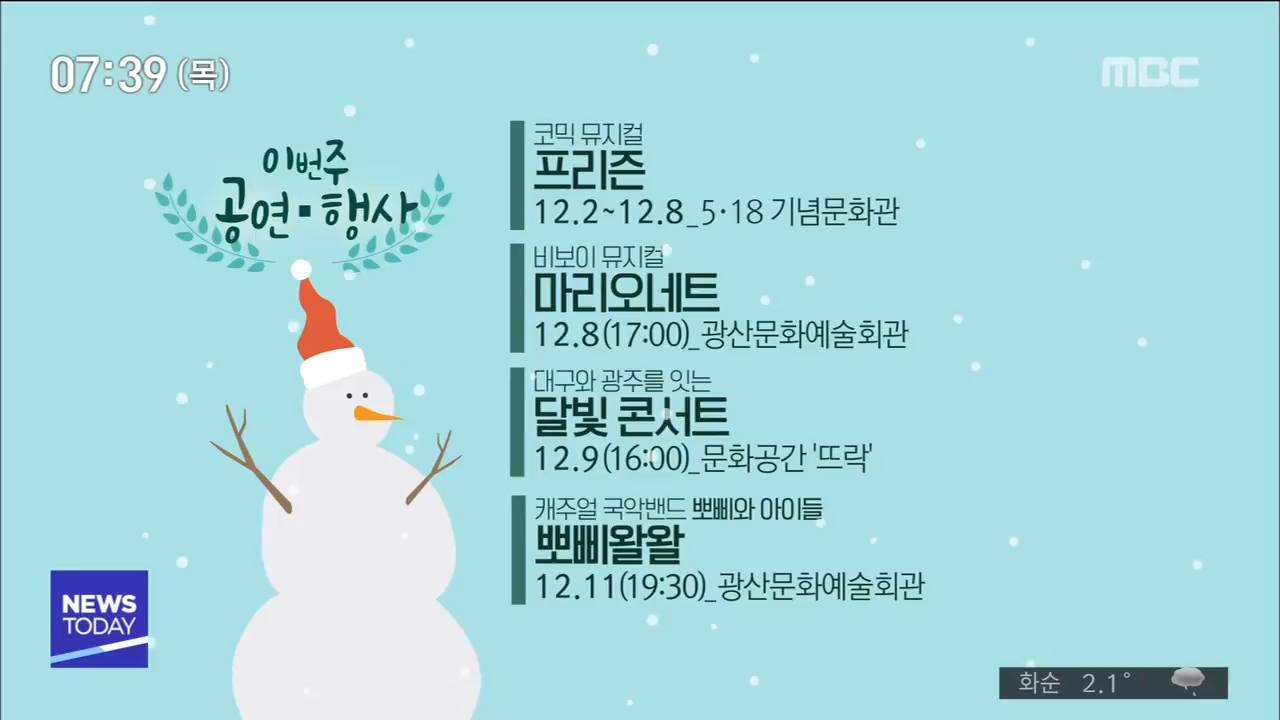 07:39 (목)
MBC
이번주
공연·행사
코믹 뮤지컬
프리즌
12.2~12.8_5·18 기념문화관
비보이 뮤지컬
마리오네트
12.8(17:00)_광산문화예술회관
대구와 광주를 잇는
달빛 콘서트
12.9(16:00)_문화공간 '뜨락'
캐주얼 국악밴드 뽀삐와 아이들
뽀삐왈왈
12.11(19:30)_광산문화예술회관
NEWS
TODAY
화순 2.1°